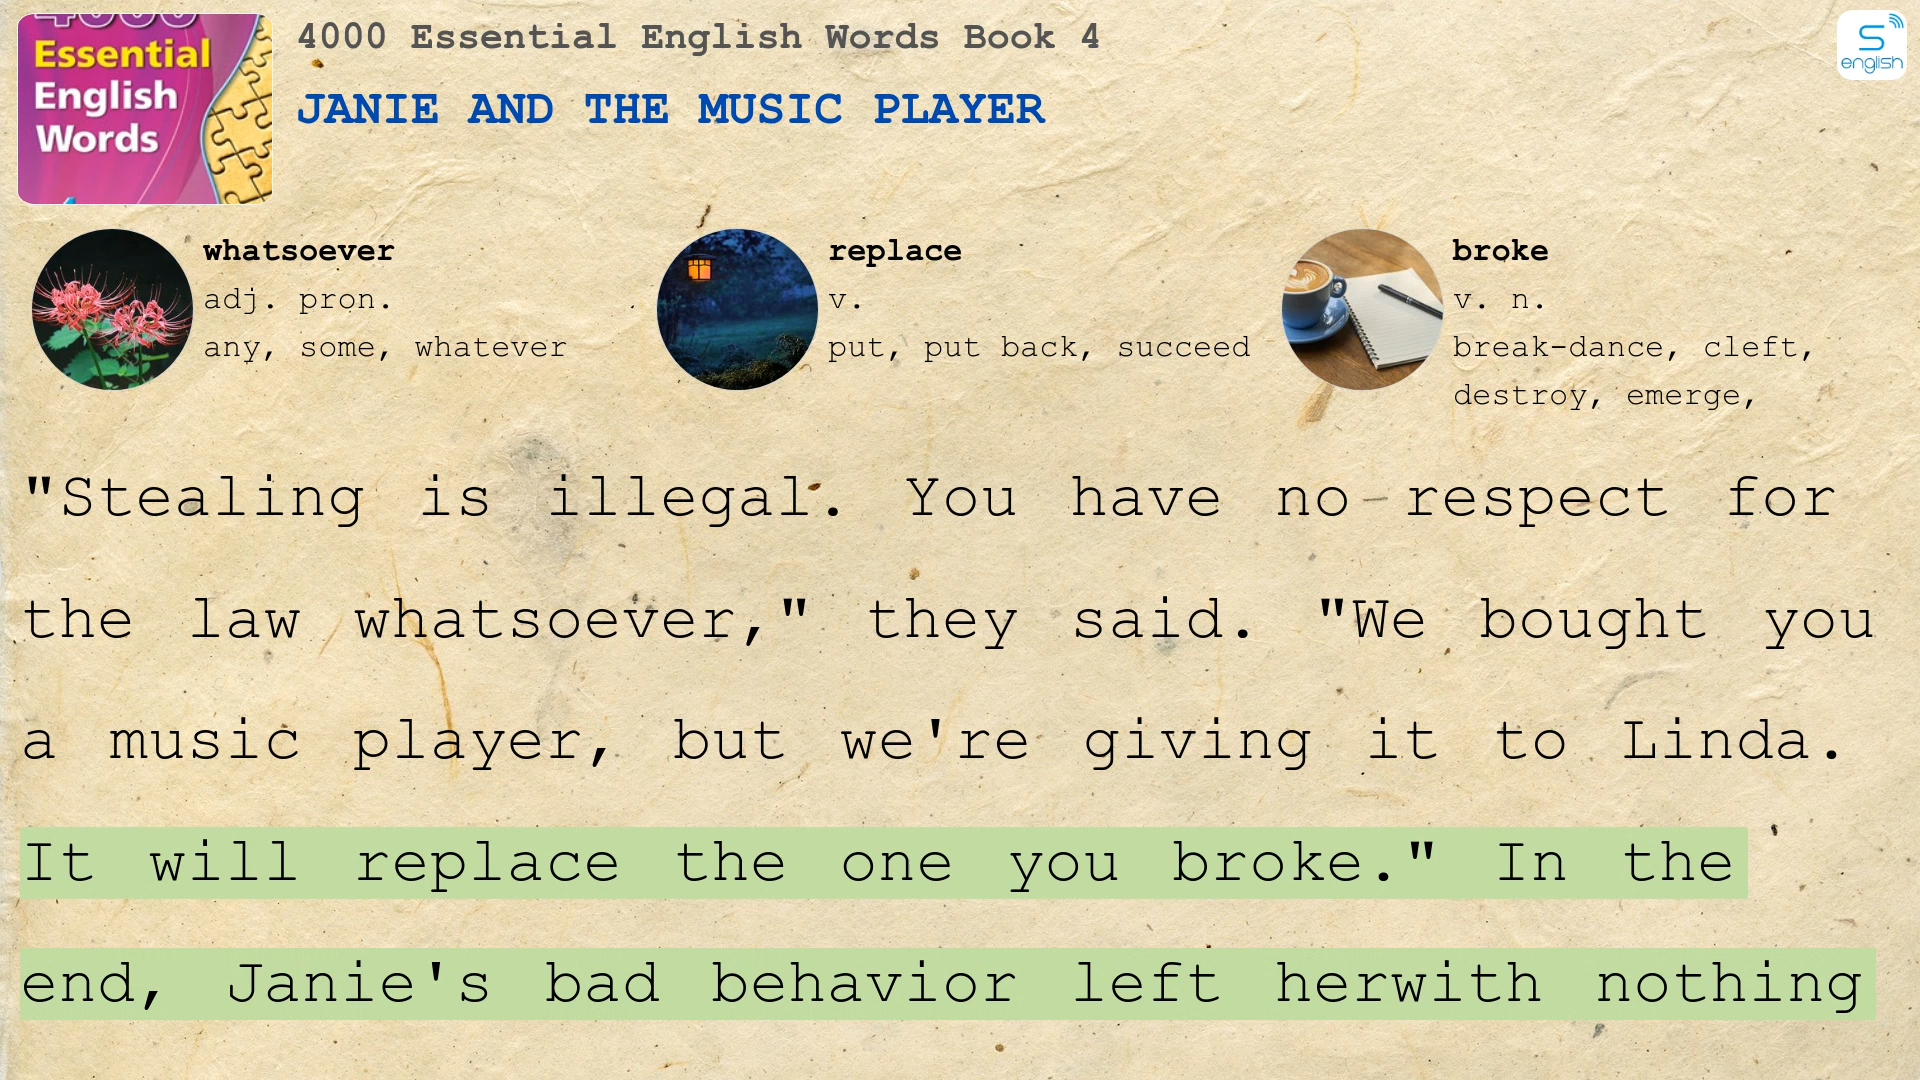 4000
Essential
English
Words
4000 Essential English Words Book 4
JANIE AND THE MUSIC PLAYER
S
english
whatsoever
adj. pron.
any, some, whatever
replace
v.
put, put back, succeed
broke
v. n.
break-dance, cleft,
destroy, emerge,
"Stealing is illegal. You have no respect for
the law whatsoever," they said. "We bought you
a music player, but we're giving it to Linda.
It will replace the one you broke." In the
end, Janie's bad behavior left herwith nothing